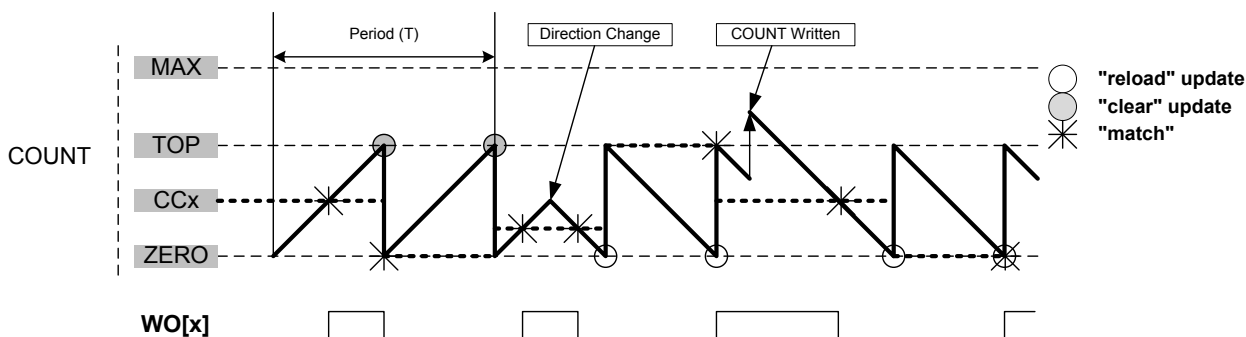 Period (T)
Direction Change
COUNT Written
MAX
"reload" update
"clear" update
TOP
"match"
COUNT
CCx
ZERO
WO[x]